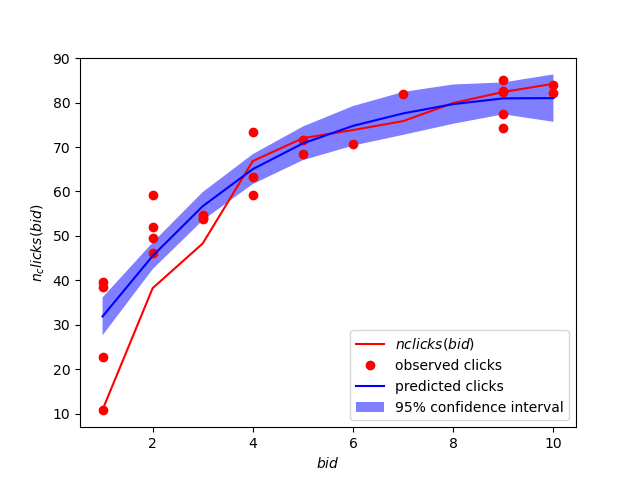 90
80
70
60
50
40
30
20
10
n_clicks(bid)
2
4
6
8
10
bid
nclicks(bid)
observed clicks
predicted clicks
95% confidence interval